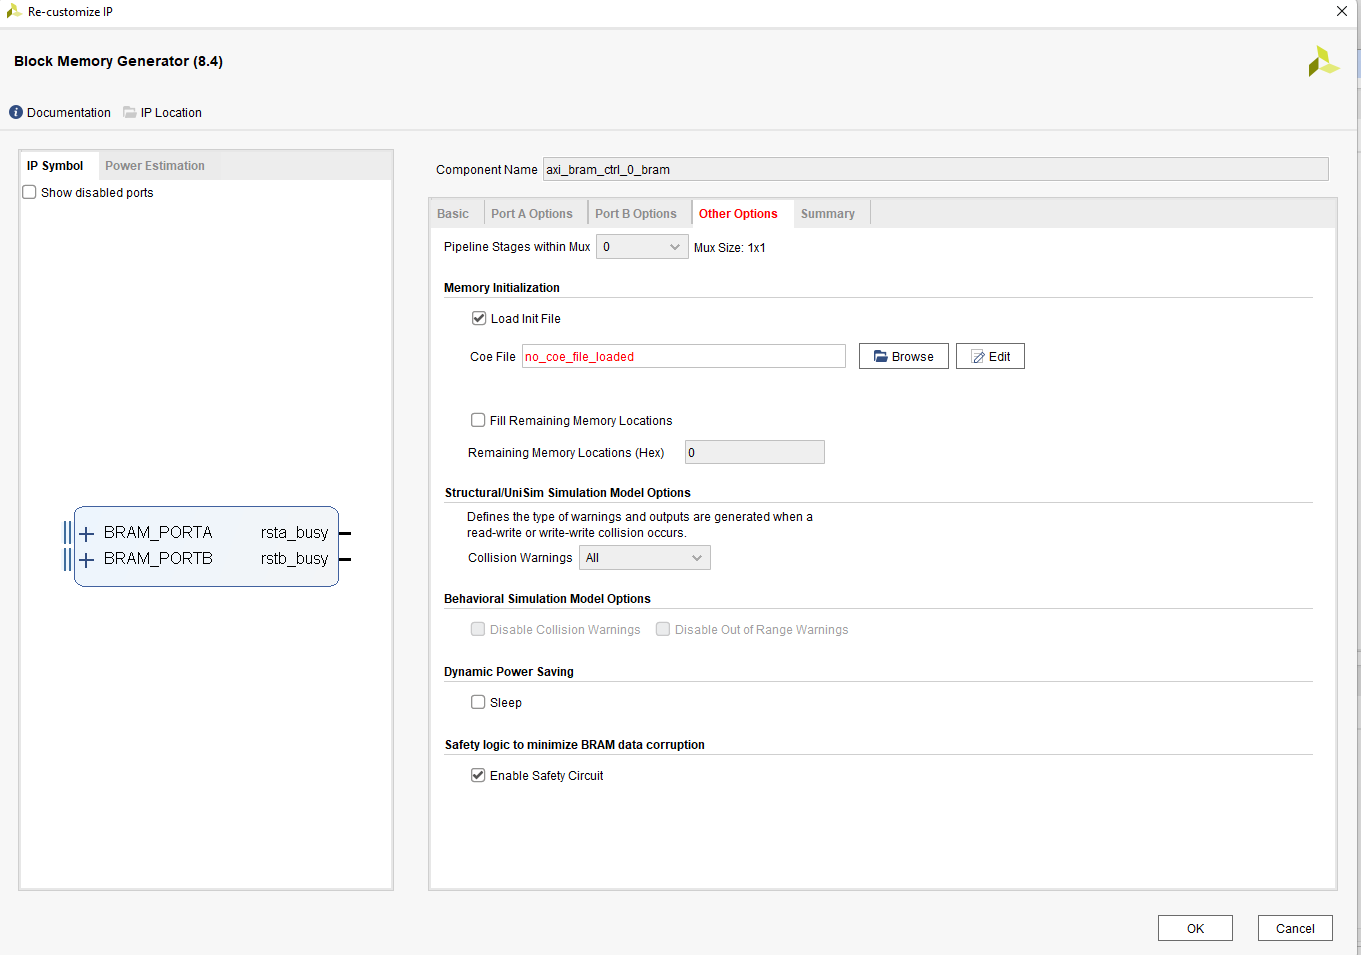 Re-customize IP
Block Memory Generator (8.4)
Documentation IP Location
IP Symbol Power Estimation
Show disabled ports
BRAM_PORTA rsta_busy
BRAM_PORTB rstb_busy
Component Name axi_bram_ctrl_0_bram
Basic Port A Options Port B Options Other Options Summary
Pipeline Stages within Mux 0 Mux Size: 1x1
Memory Initialization
Load Init File
Coe File no_coe_file_loaded Browse Edit
Fill Remaining Memory Locations
Remaining Memory Locations (Hex) 0
Structural/UniSim Simulation Model Options
Defines the type of warnings and outputs are generated when a
read-write or write-write collision occurs.
Collision Warnings All
Behavioral Simulation Model Options
Disable Collision Warnings Disable Out of Range Warnings
Dynamic Power Saving
Sleep
Safety logic to minimize BRAM data corruption
Enable Safety Circuit
OK Cancel